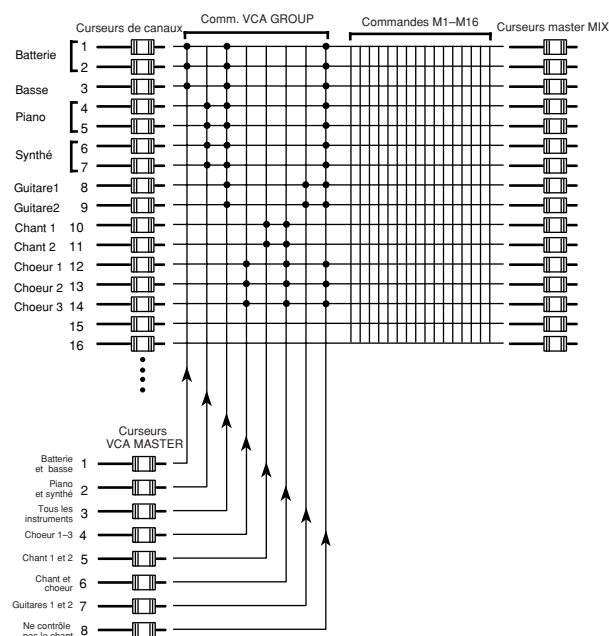 Curseurs de canaux
Comm. VCA GROUP
Commandes M1–M16
Curseurs master MIX
Batterie
1
2
Basse 3
Piano
4
5
Synthé
6
7
Guitare1 8
Guitare2 9
Chant 1 10
Chant 2 11
Choeur 1 12
Choeur 2 13
Choeur 3 14
15
16
Curseurs
VCA MASTER
Batterie
et basse 1
Piano
et synthé 2
Tous les
instruments 3
Choeur 1–3 4
Chant 1 et 2 5
Chant et
choeur 6
Guitares 1 et 2 7
Ne contrôle
pas le chant 8